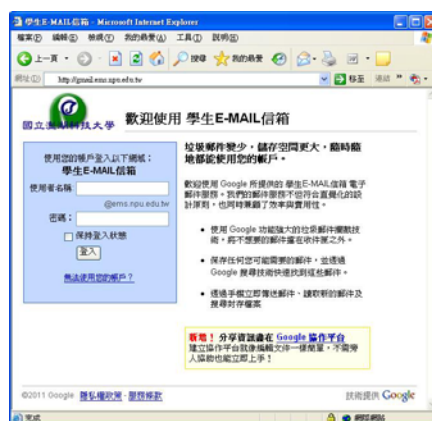 學生E-MAIL信箱 - Microsoft Internet Explorer
檔案(F) 編輯(E) 檢視(V) 我的最愛(A) 工具(T) 說明(H)
上一頁 搜尋 我的最愛
網址(D) http://gmail.ems.npu.edu.tw 移至 連結 »
國立澎湖科技大學 歡迎使用 學生E-MAIL信箱
使用您的帳戶登入以下網域：
學生E-MAIL信箱
使用者名稱：
@ems.npu.edu.tw
密碼：
保持登入狀態
登入
無法使用您的帳戶？
垃圾郵件變少，儲存空間更大，隨時隨
地都能使用您的帳戶。
歡迎使用 Google 所提供的 學生E-MAIL信箱 電子
郵件服務。我們的郵件服務不但符合直覺化的設
計原則，也同時兼顧了效率與實用性。
使用 Google 功能強大的垃圾郵件攔截技
術，將不想要的郵件擋在收件匣之外。
保存任何您可能需要的郵件，並透過
Google 搜尋技術快速找到這些郵件。
透過手機立即傳送郵件、讀取新的郵件及
搜尋封存檔案
新增！ 分享資訊盡在 Google 協作平台
建立協作平台就像編輯文件一樣簡單，不需旁
人協助也能立即上手！
©2011 Google 隱私權政策 - 服務條款 技術提供 Google
完成 網際網路